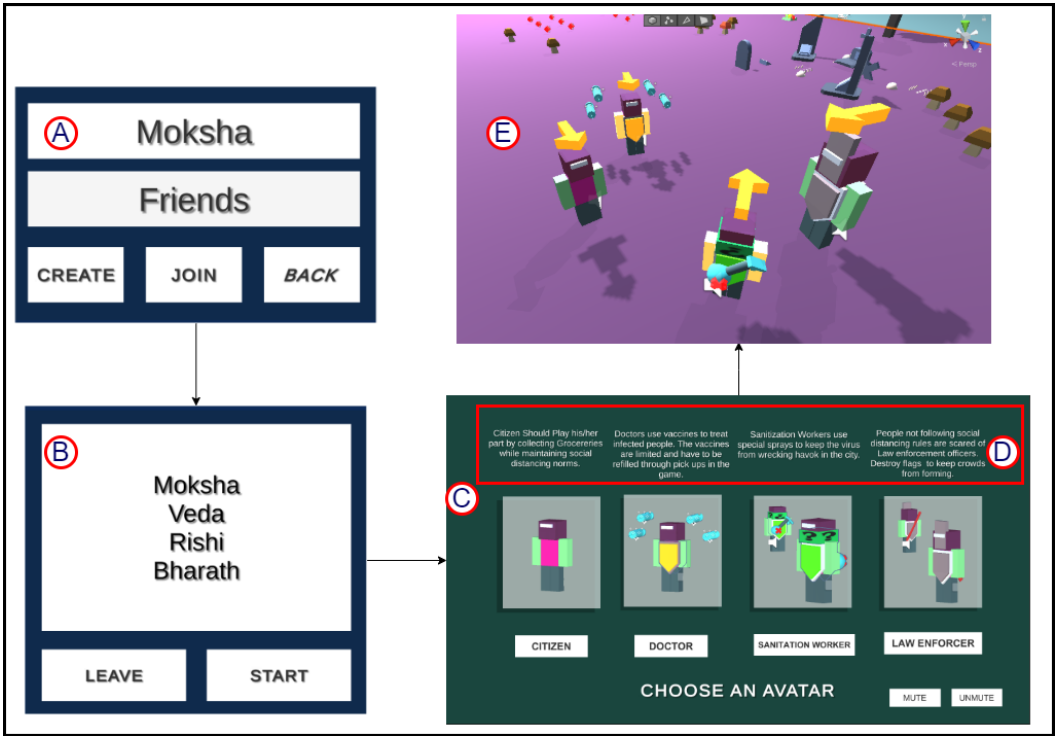 A
Moksha
Friends
CREATE
JOIN
BACK
B
Moksha
Veda
Rishi
Bharath
LEAVE
START
C
Citizen Should Play his/her
part by collecting Grocereries
while maintaining social
distancing norms.
Doctors use vaccines to treat
infected people. The vaccines
are limited and have to be
refilled through pick ups in the
game.
Sanitization Workers use
special sprays to keep the virus
from wrecking havok in the city.
People not following social
distancing rules are scared of
Law enforcement officers.
Destroy flags to keep crowds
from forming.
D
??
CITIZEN
DOCTOR
SANITATION WORKER
LAW ENFORCER
CHOOSE AN AVATAR
MUTE
UNMUTE
E
< Persp